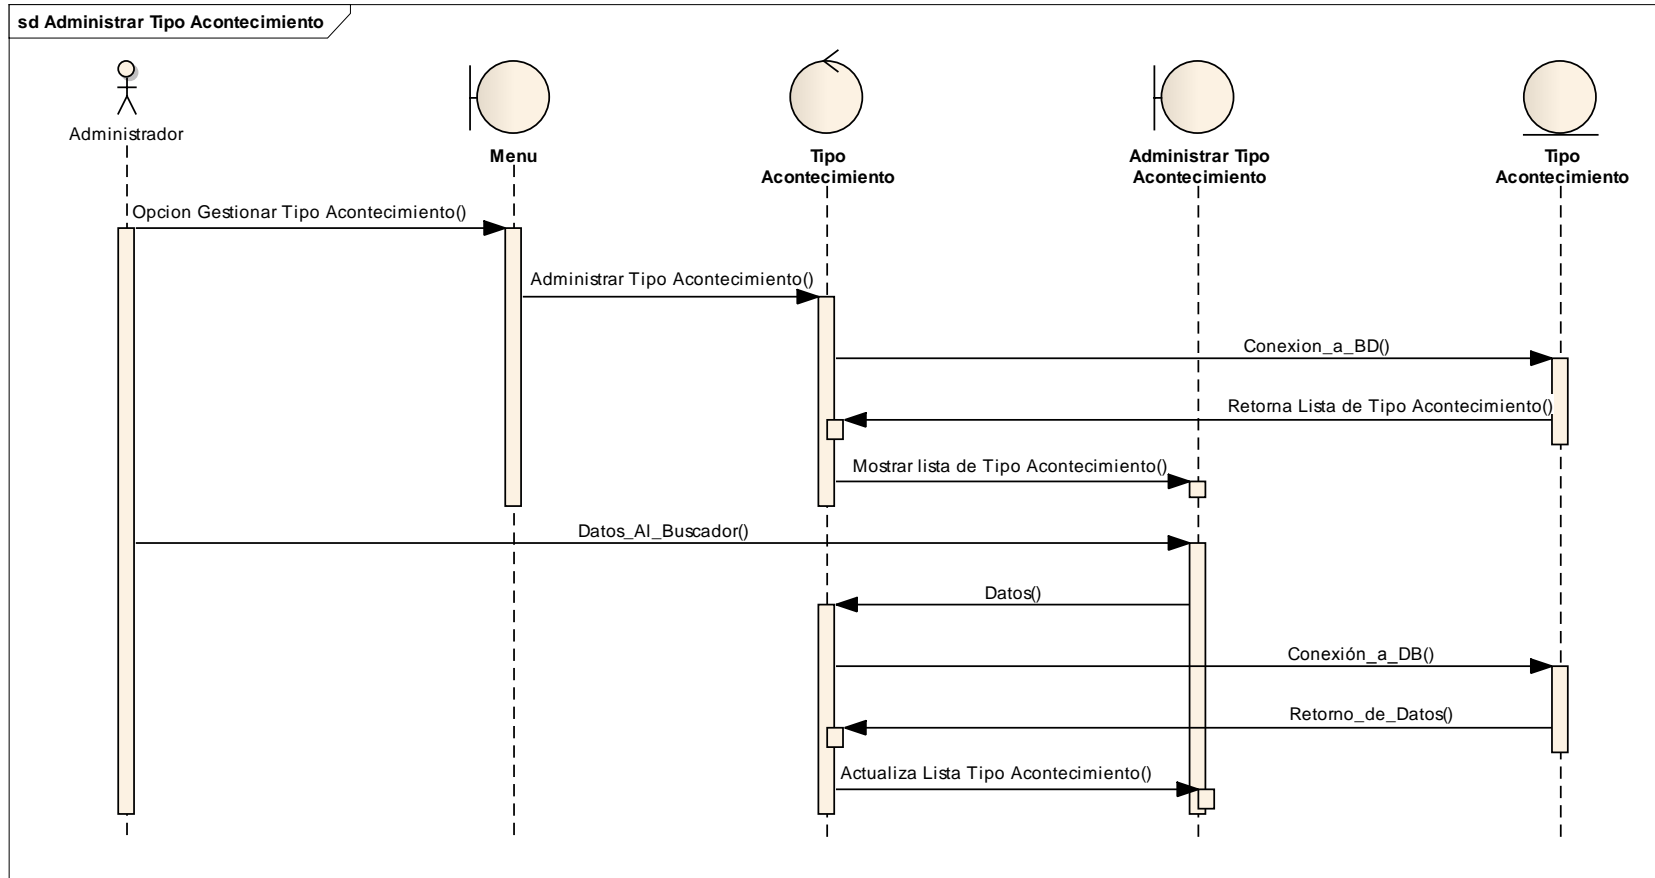 sd Administrar Tipo Acontecimiento
Administrador
Menu
Tipo
Acontecimiento
Administrar Tipo
Acontecimiento
Tipo
Acontecimiento
Opcion Gestionar Tipo Acontecimiento()
Administrar Tipo Acontecimiento()
Conexion_a_BD()
Retorna Lista de Tipo Acontecimiento()
Mostrar lista de Tipo Acontecimiento()
Datos_Al_Buscador()
Datos()
Conexión_a_DB()
Retorno_de_Datos()
Actualiza Lista Tipo Acontecimiento()